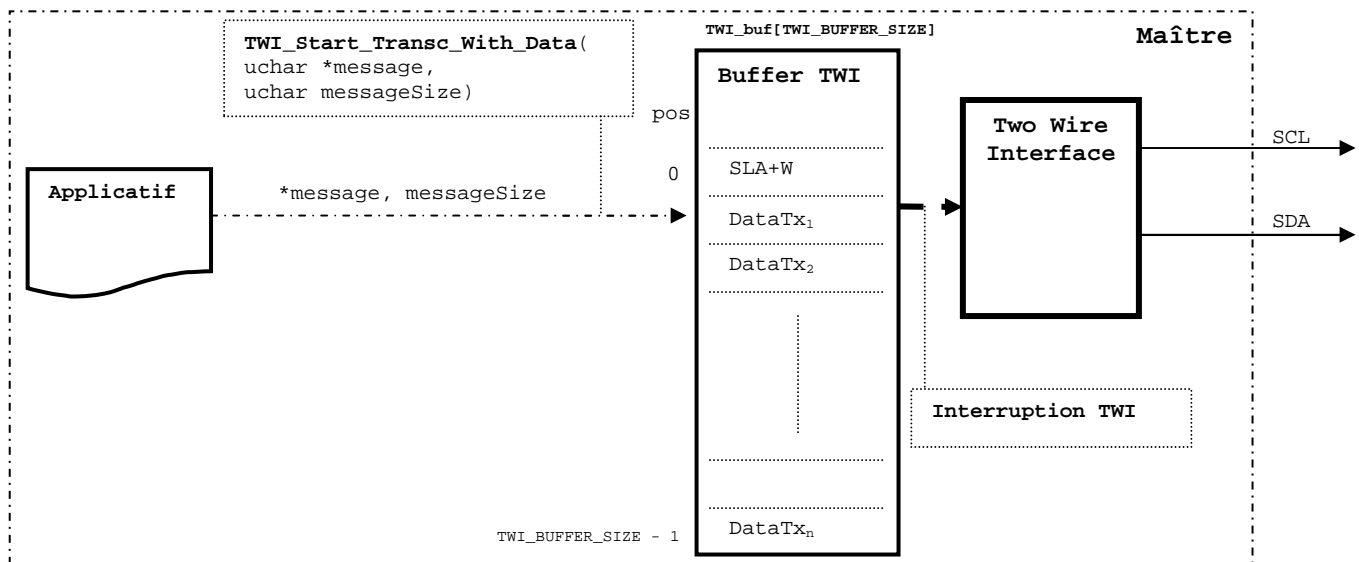 TWI_buf[TWI_BUFFER_SIZE]
Maître
TWI_Start_Transc_With_Data(
uchar *message,
uchar messageSize)
Buffer TWI
pos
Two Wire
Interface
SCL
Applicatif
*message, messageSize
0
SLA+W
DataTx₁
SDA
DataTx₂
Interruption TWI
TWI_BUFFER_SIZE - 1
DataTxₙ